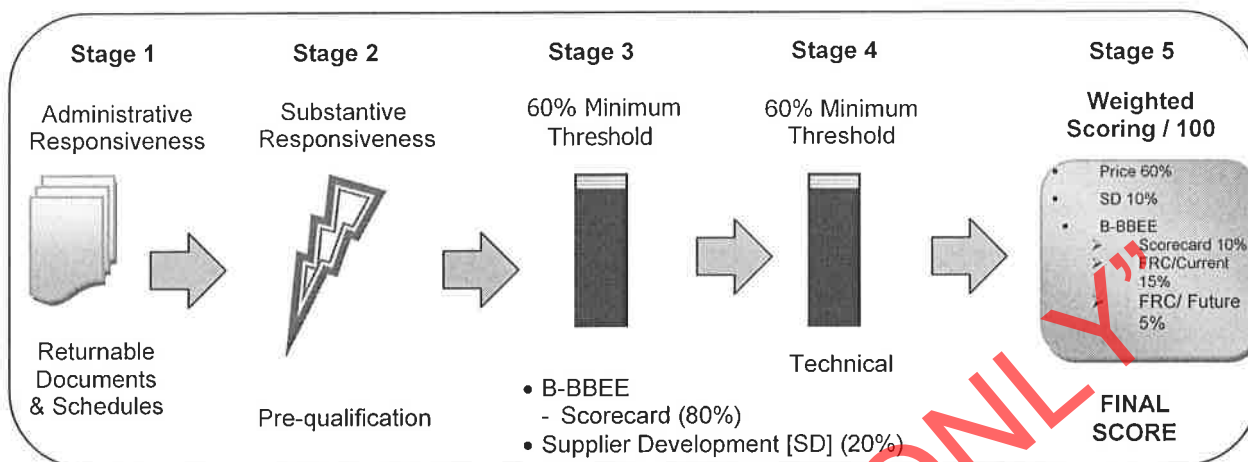 Stage 1
Administrative
Responsiveness
Returnable
Documents
& Schedules
Stage 2
Substantive
Responsiveness
Pre-qualification
Stage 3
60% Minimum
Threshold
• B-BBEE
- Scorecard (80%)
• Supplier Development [SD] (20%)
Stage 4
60% Minimum
Threshold
Technical
Stage 5
Weighted
Scoring / 100
• Price 60%
• SD 10%
• B-BBEE
➢ Scorecard 10%
➢ FRC/Current
15%
➢ FRC/ Future
5%
FINAL
SCORE
ONLY”